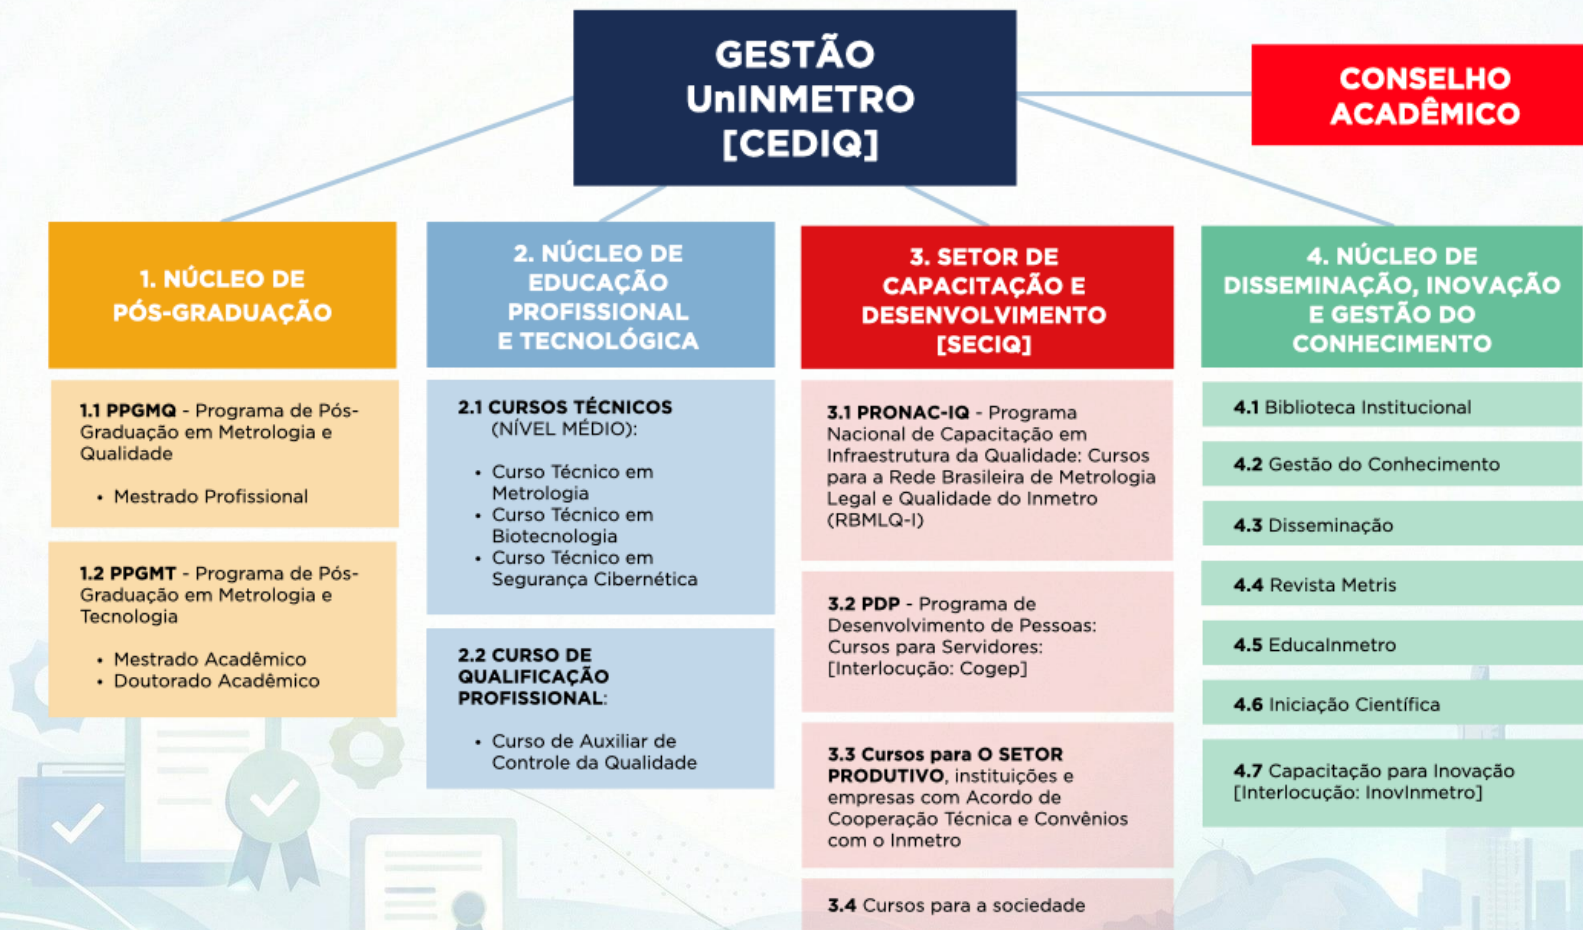 GESTÃO
UnINMETRO
[CEDIQ]
CONSELHO
ACADÊMICO
1. NÚCLEO DE
PÓS-GRADUAÇÃO
1.1 PPGMQ - Programa de Pós-
Graduação em Metrologia e
Qualidade
• Mestrado Profissional
1.2 PPGMT - Programa de Pós-
Graduação em Metrologia e
Tecnologia
• Mestrado Acadêmico
• Doutorado Acadêmico
2. NÚCLEO DE
EDUCAÇÃO
PROFISSIONAL
E TECNOLÓGICA
2.1 CURSOS TÉCNICOS
(NÍVEL MÉDIO):
• Curso Técnico em
Metrologia
• Curso Técnico em
Biotecnologia
• Curso Técnico em
Segurança Cibernética
2.2 CURSO DE
QUALIFICAÇÃO
PROFISSIONAL:
• Curso de Auxiliar de
Controle da Qualidade
3. SETOR DE
CAPACITAÇÃO E
DESENVOLVIMENTO
[SECIQ]
3.1 PRONAC-IQ - Programa
Nacional de Capacitação em
Infraestrutura da Qualidade: Cursos
para a Rede Brasileira de Metrologia
Legal e Qualidade do Inmetro
(RBMLQ-I)
3.2 PDP - Programa de
Desenvolvimento de Pessoas:
Cursos para Servidores:
[Interlocução: Cogep]
3.3 Cursos para O SETOR
PRODUTIVO, instituições e
empresas com Acordo de
Cooperação Técnica e Convênios
com o Inmetro
3.4 Cursos para a sociedade
4. NÚCLEO DE
DISSEMINAÇÃO, INOVAÇÃO
E GESTÃO DO
CONHECIMENTO
4.1 Biblioteca Institucional
4.2 Gestão do Conhecimento
4.3 Disseminação
4.4 Revista Metris
4.5 EducaInmetro
4.6 Iniciação Científica
4.7 Capacitação para Inovação
[Interlocução: InovInmetro]